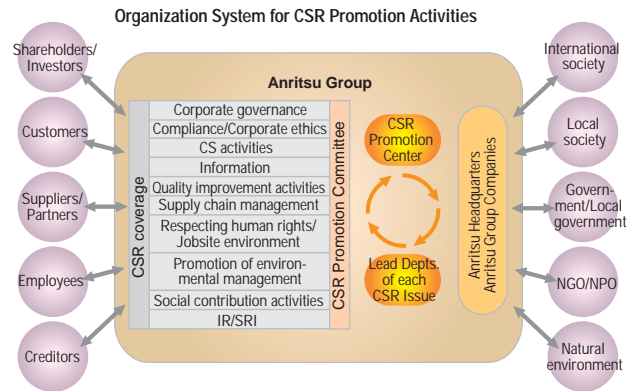 Organization System for CSR Promotion Activities
Shareholders/
Investors
Customers
Suppliers/
Partners
Employees
Creditors
Anritsu Group
CSR coverage
Corporate governance
Compliance/Corporate ethics
CS activities
Information
Quality improvement activities
Supply chain management
Respecting human rights/
Jobsite environment
Promotion of environ-
mental management
Social contribution activities
IR/SRI
CSR Promotion Committee
CSR
Promotion
Center
Lead Depts.
of each
CSR Issue
Anritsu Headquarters
Anritsu Group Companies
International
society
Local
society
Govern-
ment/Local
government
NGO/NPO
Natural
environment